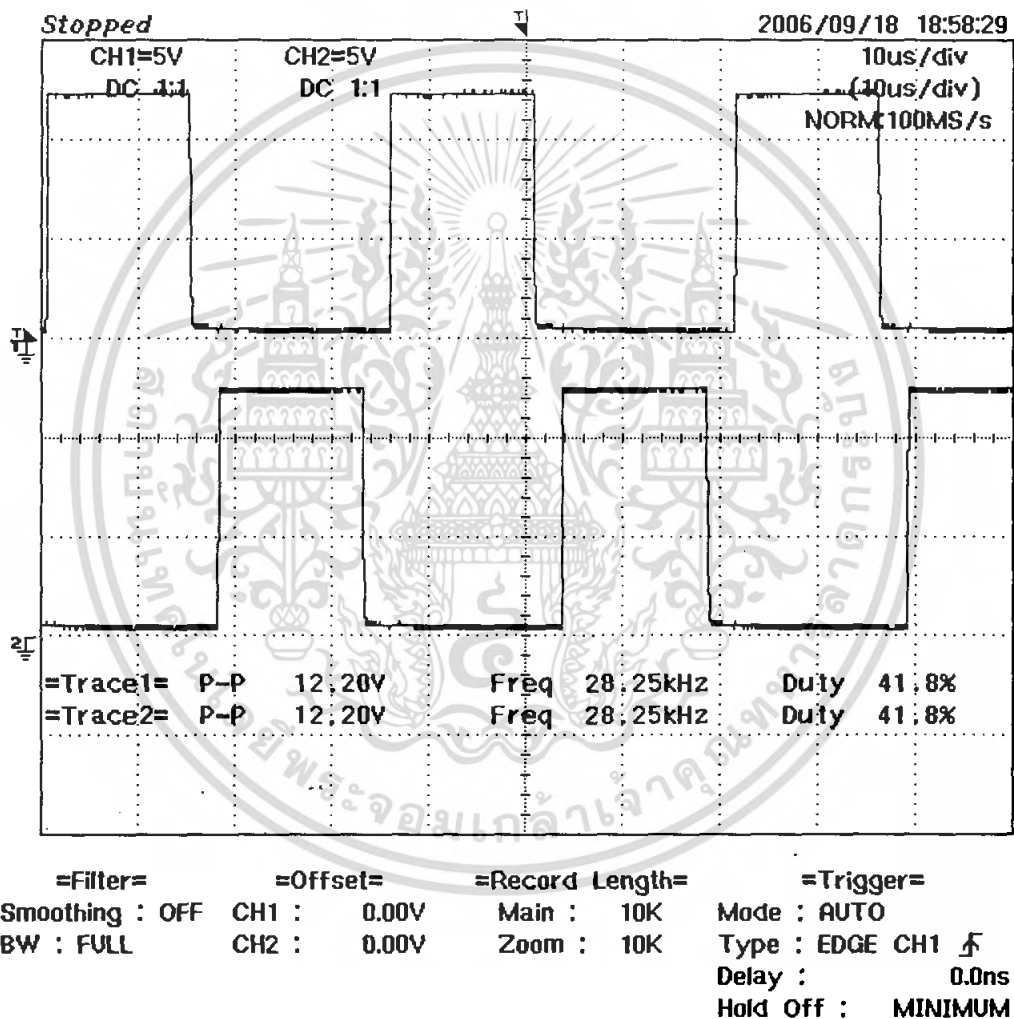 Stopped 2006/09/18 18:58:29
CH1=5V CH2=5V 10us/div
DC 1:1 DC 1:1 (10us/div)
NORM:100MS/s
=Trace1= P-P 12.20V Freq 28.25kHz Duty 41.8%
=Trace2= P-P 12.20V Freq 28.25kHz Duty 41.8%
=Filter= =Offset= =Record Length= =Trigger=
Smoothing : OFF CH1 : 0.00V Main : 10K Mode : AUTO
BW : FULL CH2 : 0.00V Zoom : 10K Type : EDGE CH1
Delay : 0.0ns
Hold Off : MINIMUM